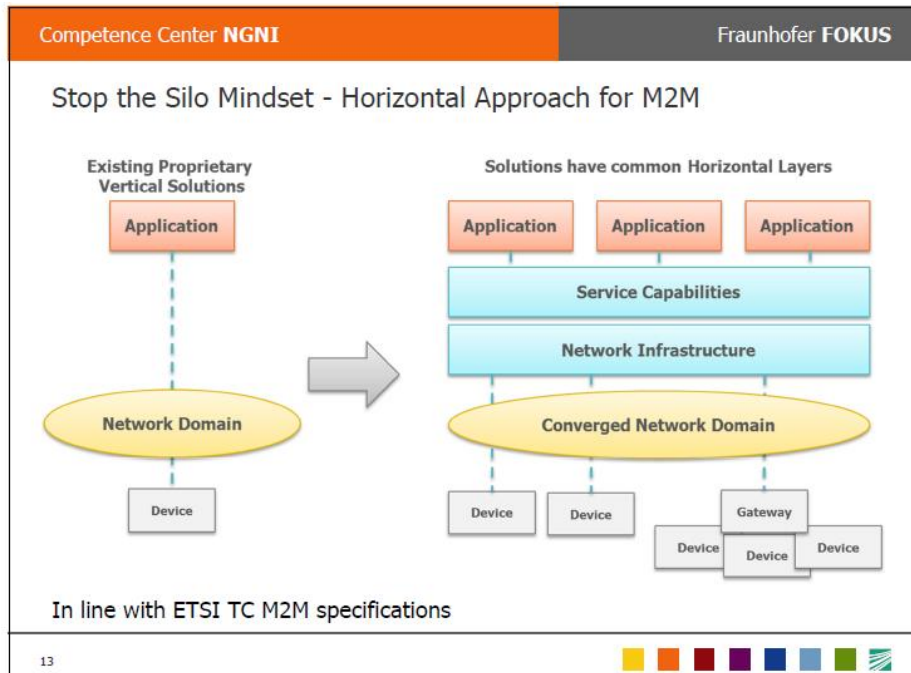 Competence Center NGNI
Fraunhofer FOKUS
Stop the Silo Mindset - Horizontal Approach for M2M
Existing Proprietary
Vertical Solutions
Application
Network Domain
Device
Solutions have common Horizontal Layers
Application
Application
Application
Service Capabilities
Network Infrastructure
Converged Network Domain
Device
Device
Gateway
Device
Device
Device
In line with ETSI TC M2M specifications
13